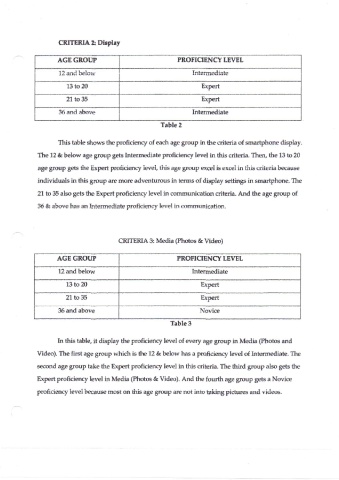 CRITERIA 2: Display
AGE GROUP PROFICIENCY LEVEL
12 and below Intermediate
13 to 20 Expert
21 to 35 Expert
36 and above Intermediate
Table 2
This table shows the proficiency of each age group in the criteria of smartphone display.
The 12 & below age group gets Intermediate proficiency level in this criteria. Then, the 13 to 20
age group gets the Expert proficiency level, this age group excel is excel in this criteria because
individuals in this group are more adventurous in terms of display settings in smartphone. The
21 to 35 also gets the Expert proficiency level in communication criteria. And the age group of
36 & above has an Intermediate proficiency level in communication.
CRITERIA 3: Media (Photos & Video)
AGE GROUP PROFICIENCY LEVEL
12 and below Intermediate
13 to 20 Expert
21 to 35 Expert
36 and above Novice
Table 3
In this table, it display the proficiency level of every age group in Media (Photos and
Video). The first age group which is the 12 & below has a proficiency level of Intermediate. The
second age group take the Expert proficiency level in this criteria. The third group also gets the
Expert proficiency level in Media (Photos & Video). And the fourth age group gets a Novice
proficiency level because most on this age group are not into taking pictures and videos.